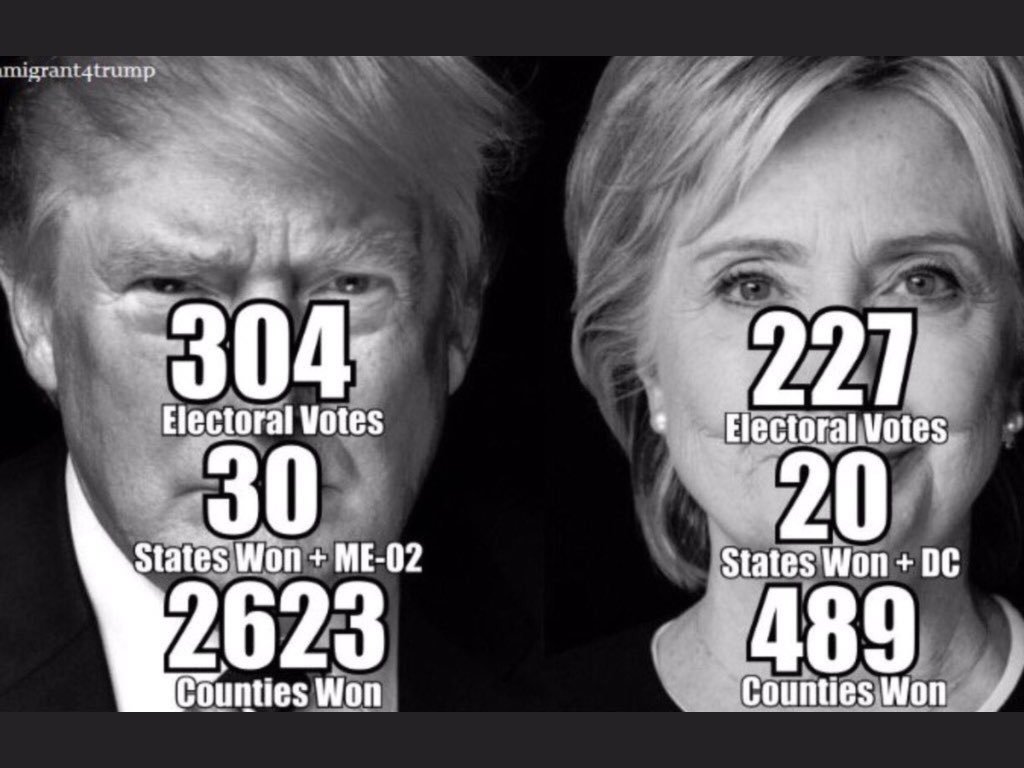 mmigrant4trump
304
Electoral Votes
30
States Won + ME-02
2623
Counties Won
227
Electoral Votes
20
States Won + DC
489
Counties Won